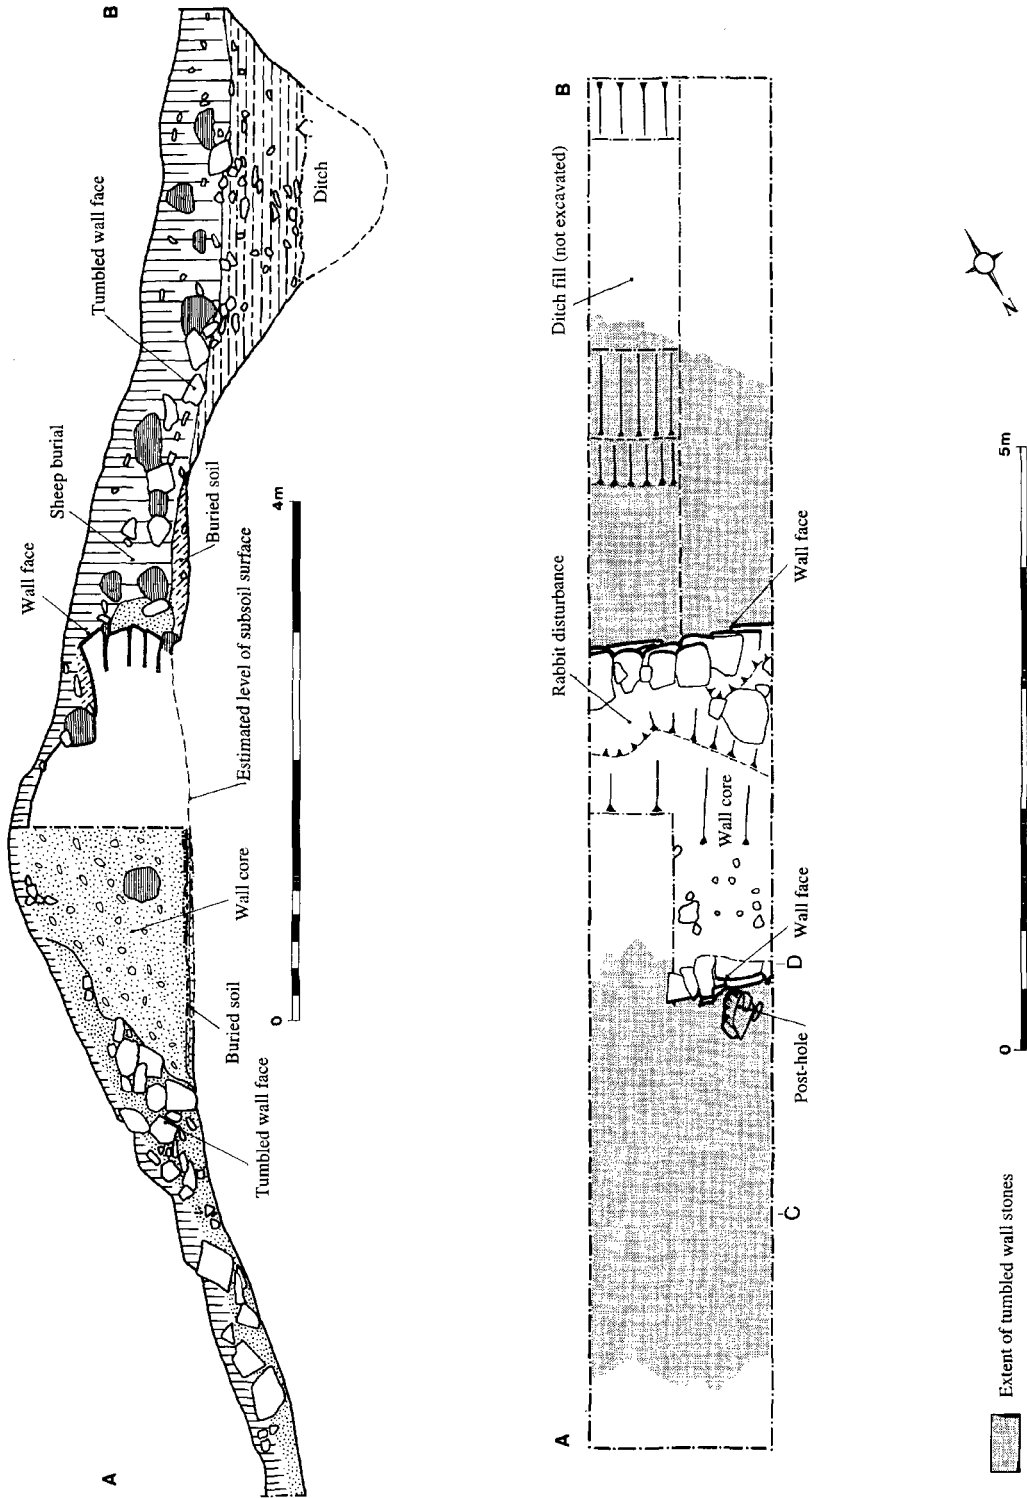 A
B
Tumbled wall face
Buried soil
Wall core
Estimated level of subsoil surface
Wall face
Sheep burial
Buried soil
Tumbled wall face
Ditch
0
4m
A
B
C
Post-hole
D
Wall face
Wall core
Rabbit disturbance
Wall face
Ditch fill (not excavated)
Extent of tumbled wall stones
0
5m
N